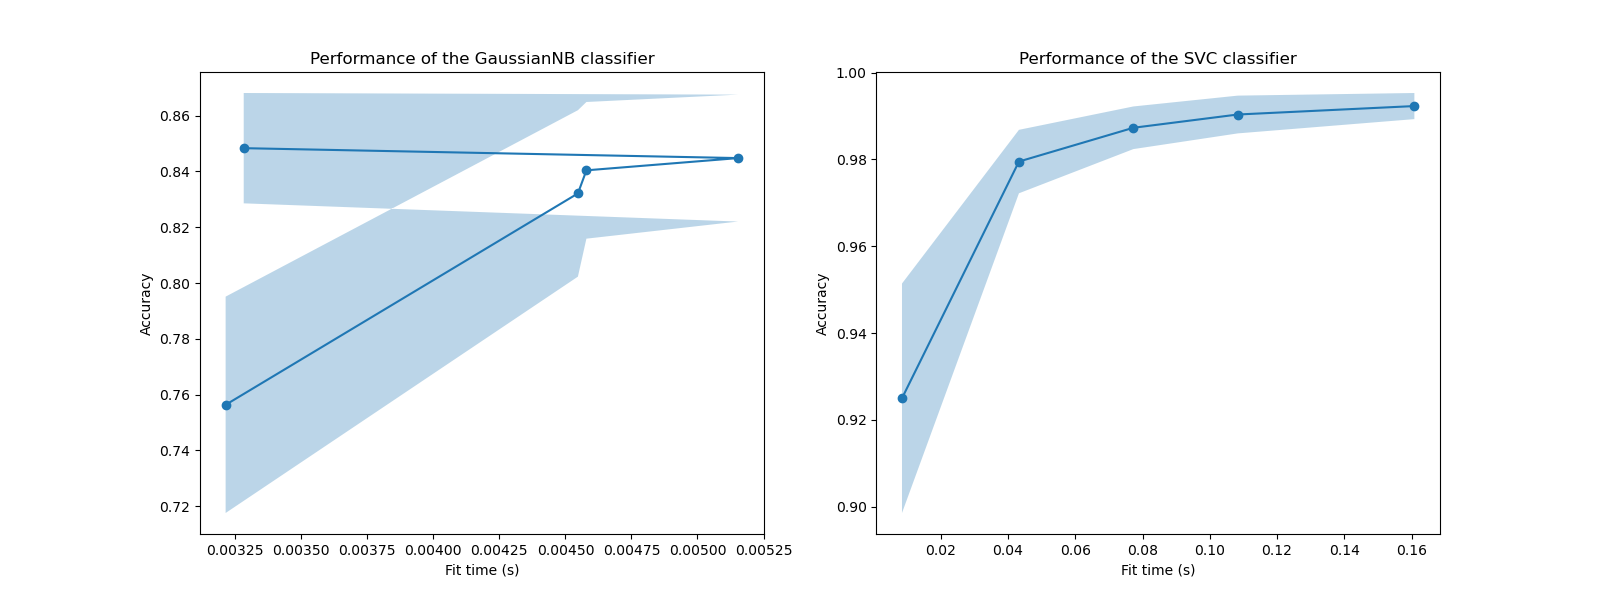 Performance of the GaussianNB classifier
Accuracy
0.86
0.84
0.82
0.80
0.78
0.76
0.74
0.72
0.00325 0.00350 0.00375 0.00400 0.00425 0.00450 0.00475 0.00500 0.00525
Fit time (s)
Performance of the SVC classifier
Accuracy
1.00
0.98
0.96
0.94
0.92
0.90
0.02 0.04 0.06 0.08 0.10 0.12 0.14 0.16
Fit time (s)